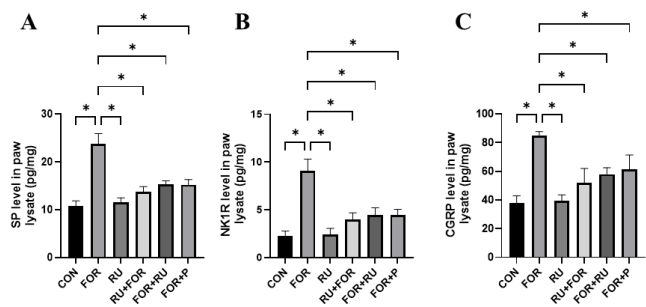 A
B
C
*
*
*
*
*
SP level in paw
lysate (pg/mg)
30
20
10
0
CON
FOR
RU
RU+FOR
FOR+RU
FOR+P
*
*
*
*
*
NK1R level in paw
lysate (pg/mg)
15
10
5
0
CON
FOR
RU
RU+FOR
FOR+RU
FOR+P
*
*
*
*
*
CGRP level in paw
lysate (pg/mg)
100
80
60
40
20
0
CON
FOR
RU
RU+FOR
FOR+RU
FOR+P